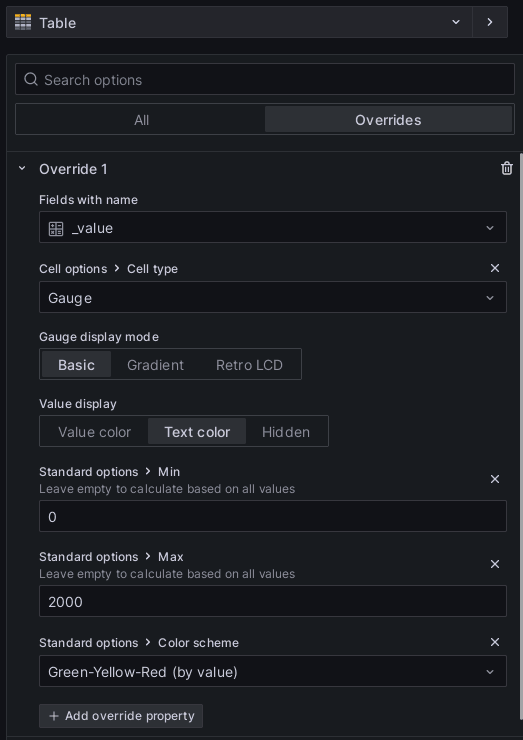 Table
Search options
All Overrides
Override 1
Fields with name
_value
Cell options > Cell type
Gauge
Gauge display mode
Basic Gradient Retro LCD
Value display
Value color Text color Hidden
Standard options > Min
Leave empty to calculate based on all values
0
Standard options > Max
Leave empty to calculate based on all values
2000
Standard options > Color scheme
Green-Yellow-Red (by value)
+ Add override property